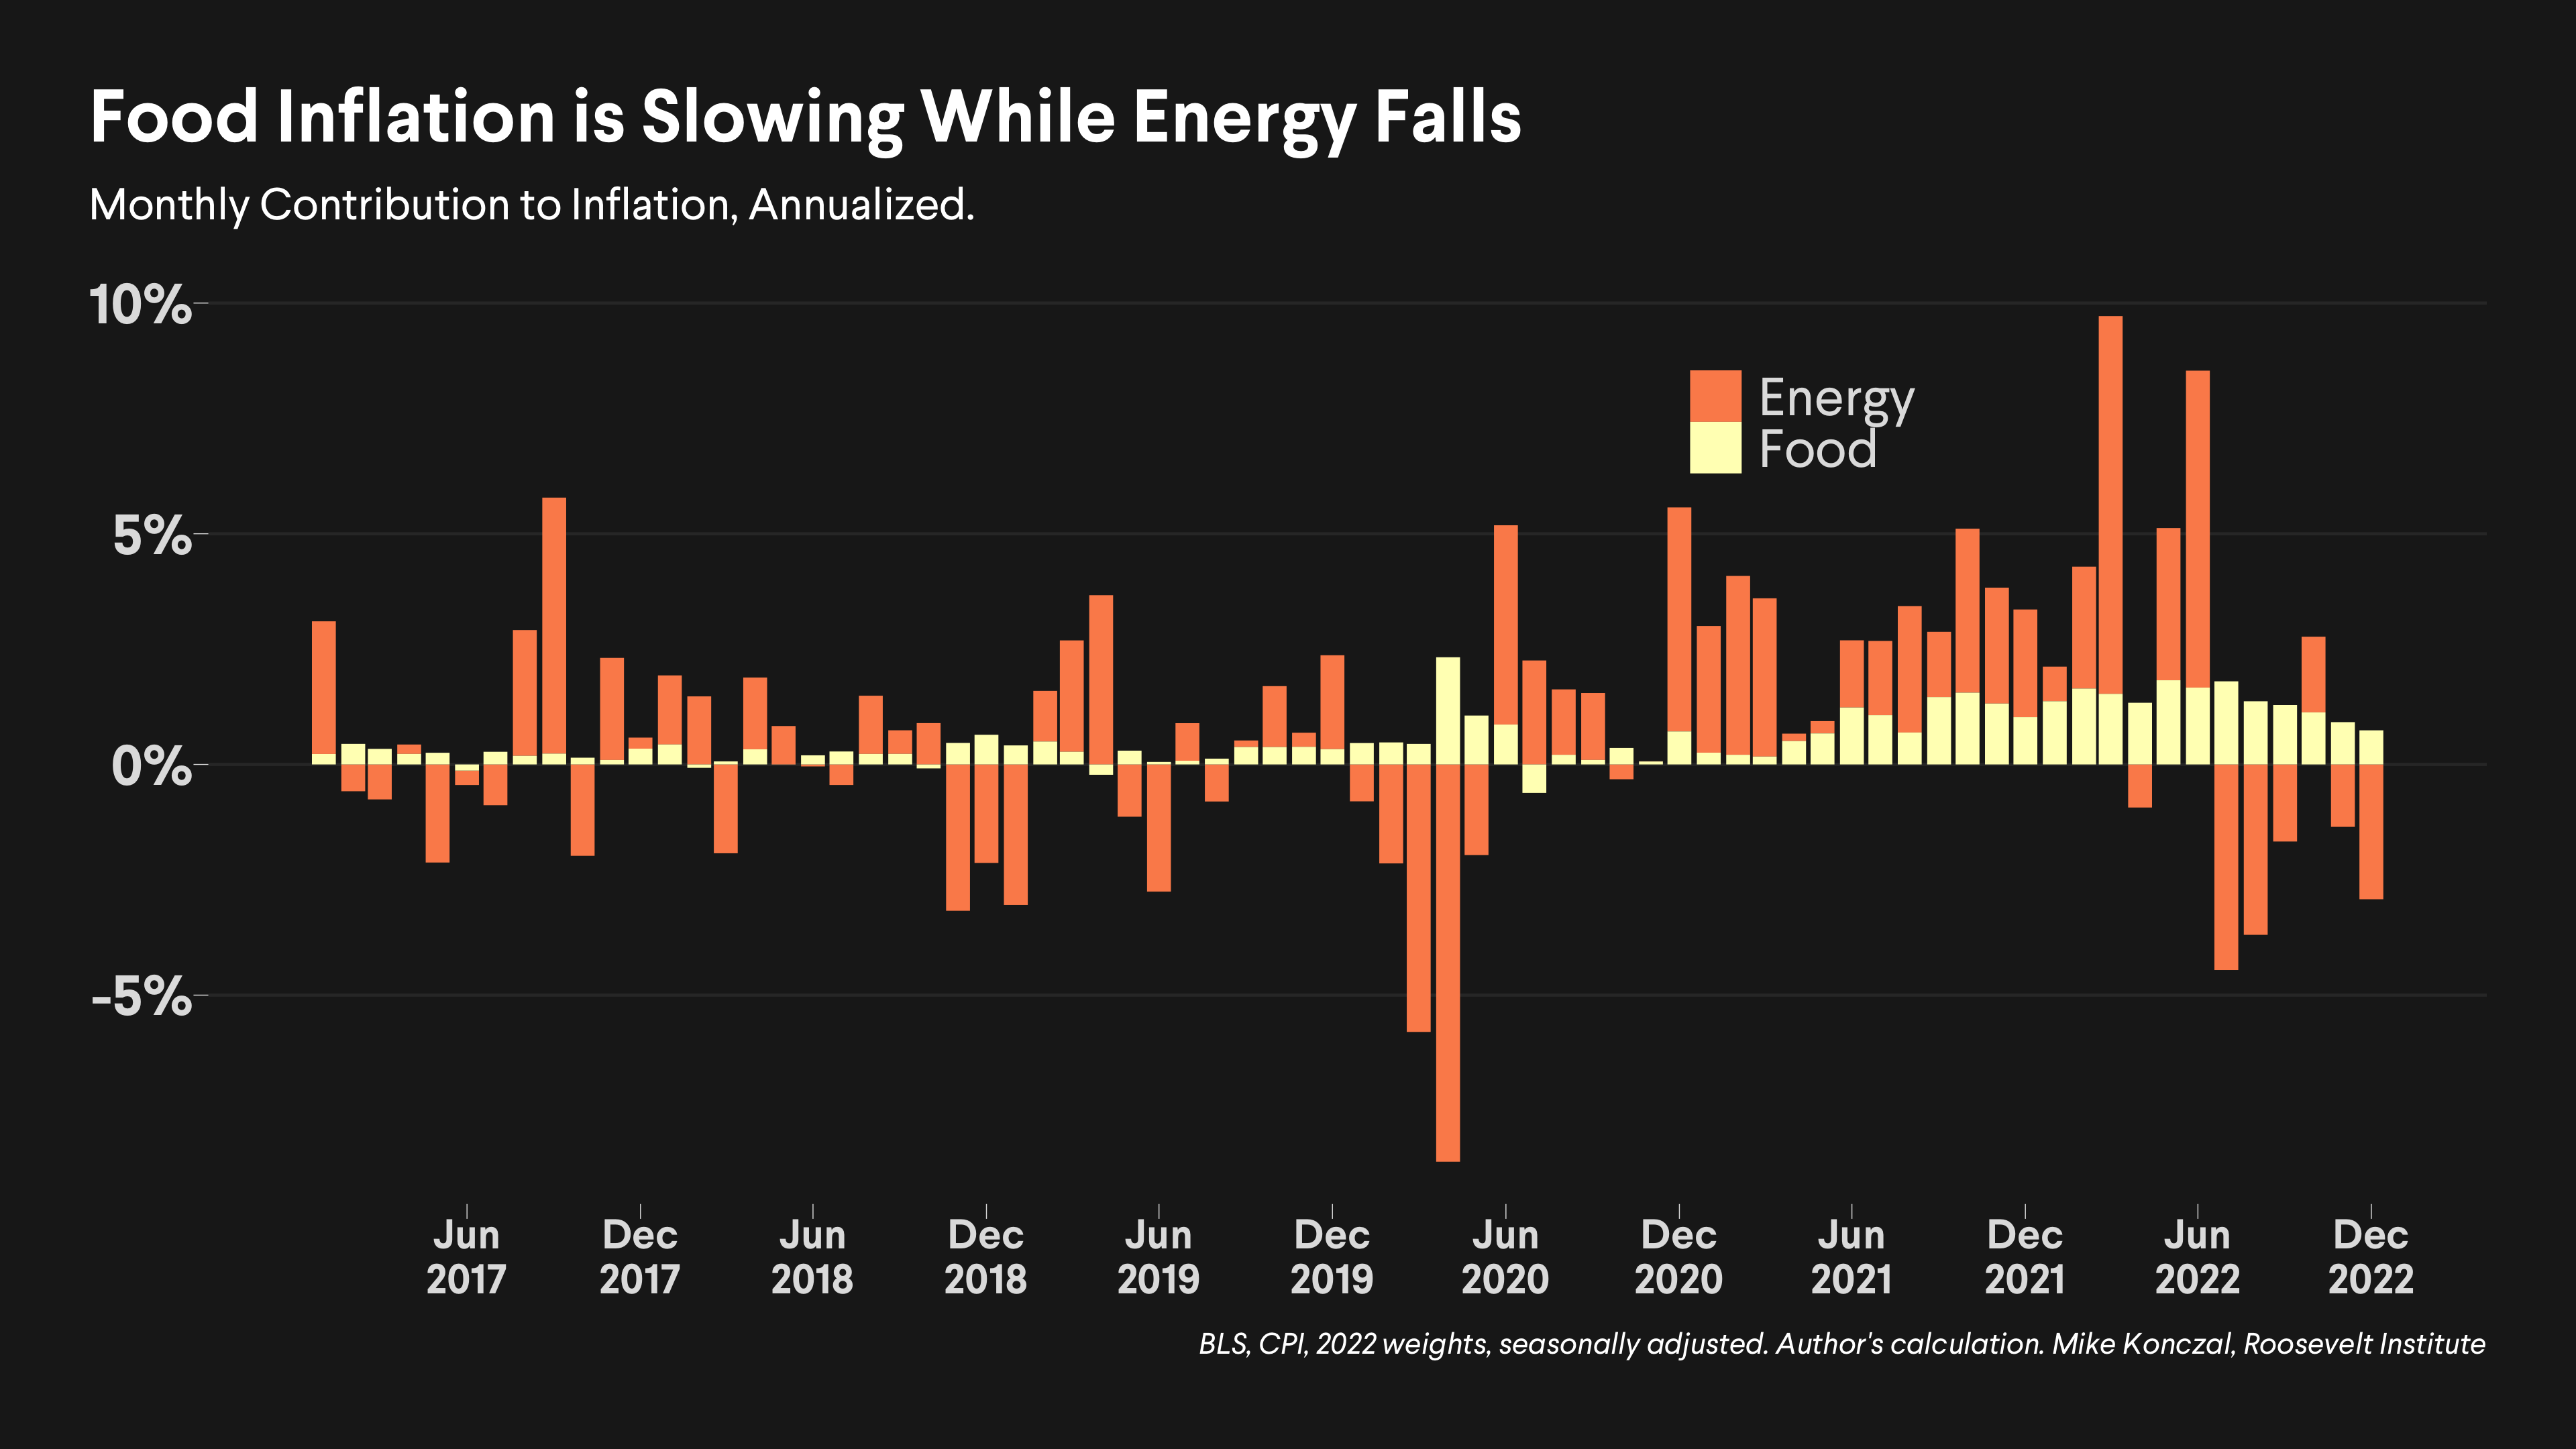 Food Inflation is Slowing While Energy Falls
Monthly Contribution to Inflation, Annualized.
10%
5%
0%
-5%
Energy
Food
Jun Dec Jun Dec Jun Dec Jun Dec Jun Dec Jun Dec
2017 2017 2018 2018 2019 2019 2020 2020 2021 2021 2022 2022
BLS, CPI, 2022 weights, seasonally adjusted. Author's calculation. Mike Konczal, Roosevelt Institute